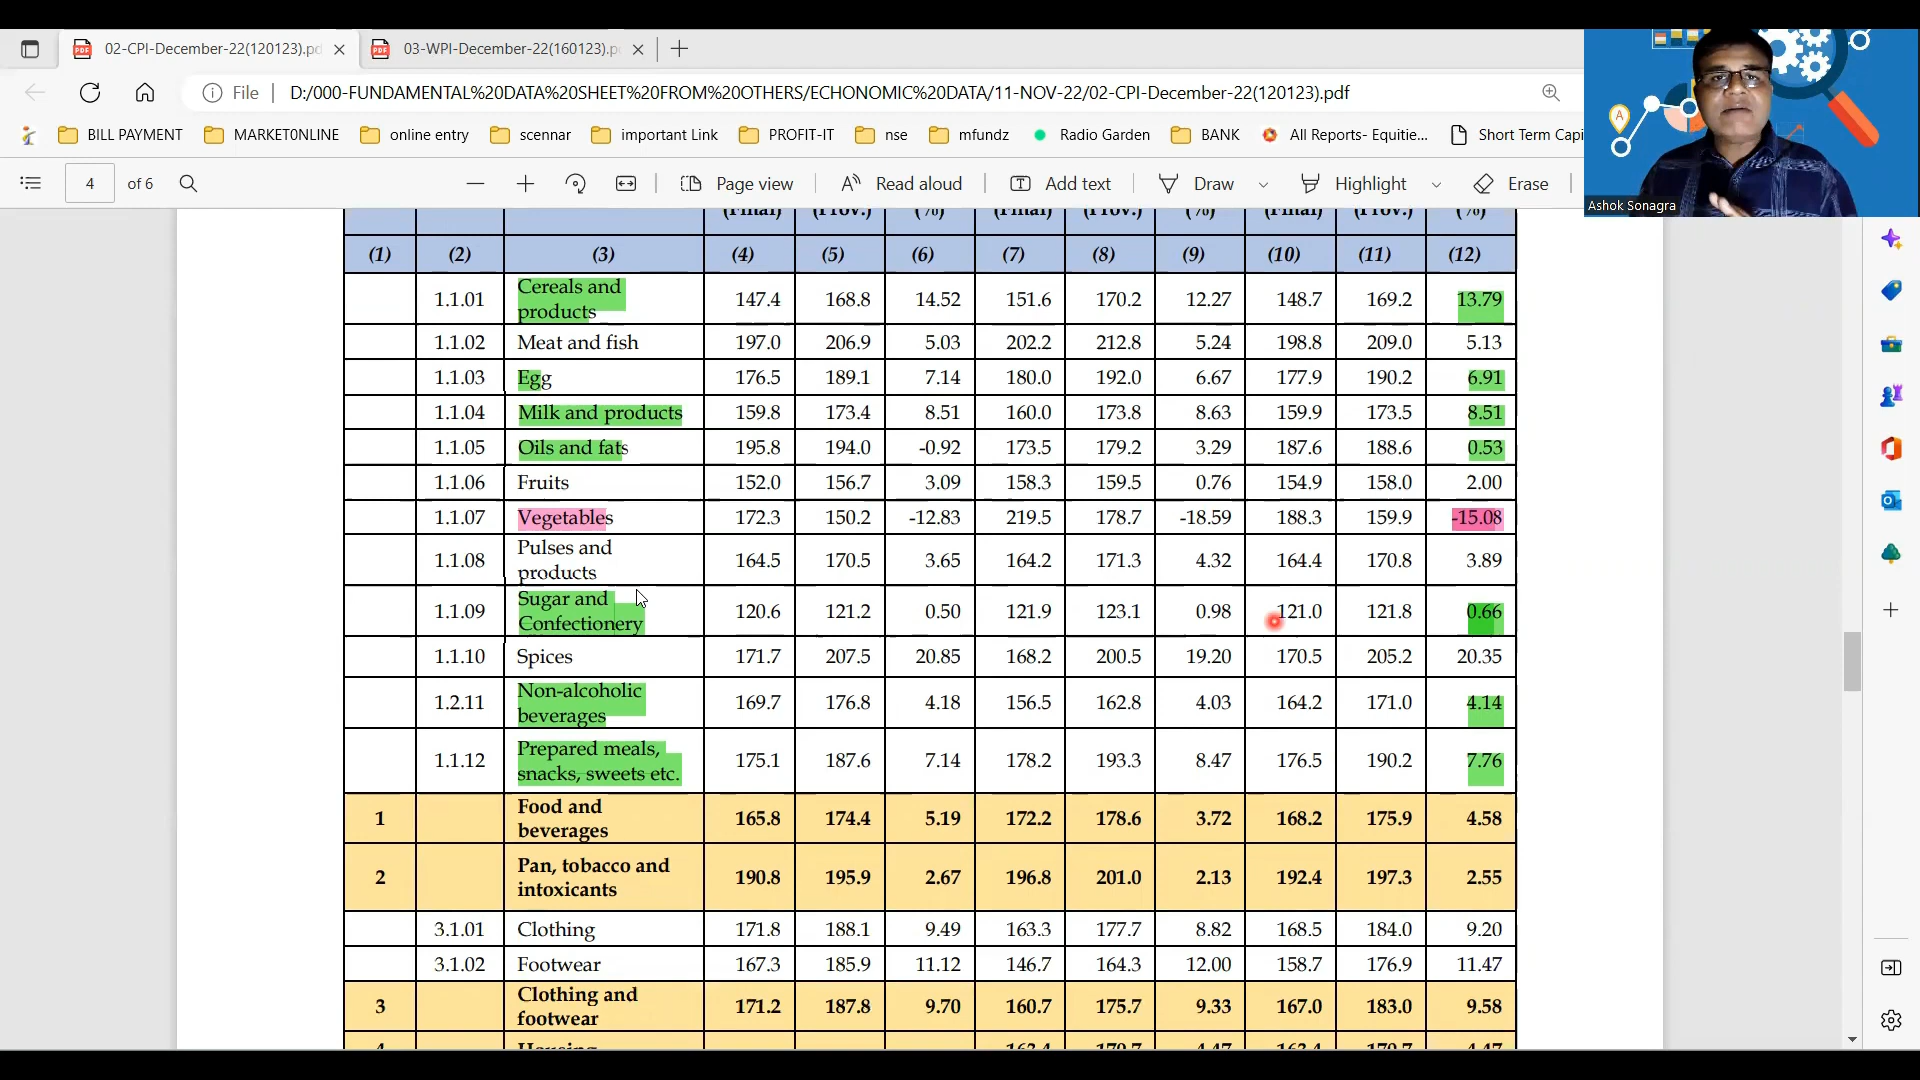 02-CPI-December-22(120123).pd
03-WPI-December-22(160123).p
File
D:/000-FUNDAMENTAL%20DATA%20SHEET%20FROM%20OTHERS/ECHONOMIC%20DATA/11-NOV-22/02-CPI-December-22(120123).pdf
BILL PAYMENT MARKET0NLINE online entry scennar important Link PROFIT-IT nse mfundz Radio Garden BANK All Reports- Equitie... Short Term Capi
4 of 6 Page view Read aloud Add text Draw Highlight Erase
A
Ashok Sonagra
(Final) (Prov.) (%) (Final) (Prov.) (%) (Final) (Prov.) (%)
(1) (2) (3) (4) (5) (6) (7) (8) (9) (10) (11) (12)
1.1.01 Cereals and products 147.4 168.8 14.52 151.6 170.2 12.27 148.7 169.2 13.79
1.1.02 Meat and fish 197.0 206.9 5.03 202.2 212.8 5.24 198.8 209.0 5.13
1.1.03 Egg 176.5 189.1 7.14 180.0 192.0 6.67 177.9 190.2 6.91
1.1.04 Milk and products 159.8 173.4 8.51 160.0 173.8 8.63 159.9 173.5 8.51
1.1.05 Oils and fats 195.8 194.0 -0.92 173.5 179.2 3.29 187.6 188.6 0.53
1.1.06 Fruits 152.0 156.7 3.09 158.3 159.5 0.76 154.9 158.0 2.00
1.1.07 Vegetables 172.3 150.2 -12.83 219.5 178.7 -18.59 188.3 159.9 -15.08
1.1.08 Pulses and products 164.5 170.5 3.65 164.2 171.3 4.32 164.4 170.8 3.89
1.1.09 Sugar and Confectionery 120.6 121.2 0.50 121.9 123.1 0.98 121.0 121.8 0.66
1.1.10 Spices 171.7 207.5 20.85 168.2 200.5 19.20 170.5 205.2 20.35
1.2.11 Non-alcoholic beverages 169.7 176.8 4.18 156.5 162.8 4.03 164.2 171.0 4.14
1.1.12 Prepared meals, snacks, sweets etc. 175.1 187.6 7.14 178.2 193.3 8.47 176.5 190.2 7.76
1 Food and beverages 165.8 174.4 5.19 172.2 178.6 3.72 168.2 175.9 4.58
2 Pan, tobacco and intoxicants 190.8 195.9 2.67 196.8 201.0 2.13 192.4 197.3 2.55
3.1.01 Clothing 171.8 188.1 9.49 163.3 177.7 8.82 168.5 184.0 9.20
3.1.02 Footwear 167.3 185.9 11.12 146.7 164.3 12.00 158.7 176.9 11.47
3 Clothing and footwear 171.2 187.8 9.70 160.7 175.7 9.33 167.0 183.0 9.58
4 Housing 163.4 170.7 4.47 163.4 170.7 4.47